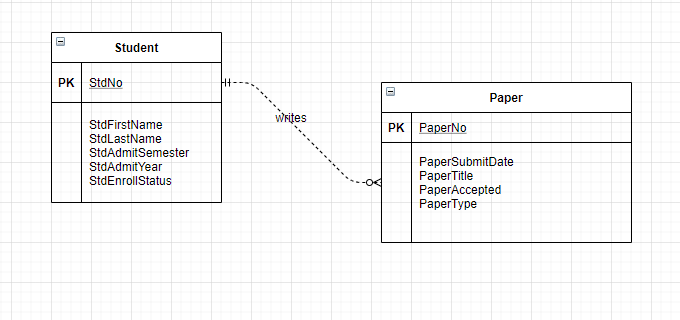 Student
PK StdNo
StdFirstName
StdLastName
StdAdmitSemester
StdAdmitYear
StdEnrollStatus
writes
Paper
PK PaperNo
PaperSubmitDate
PaperTitle
PaperAccepted
PaperType